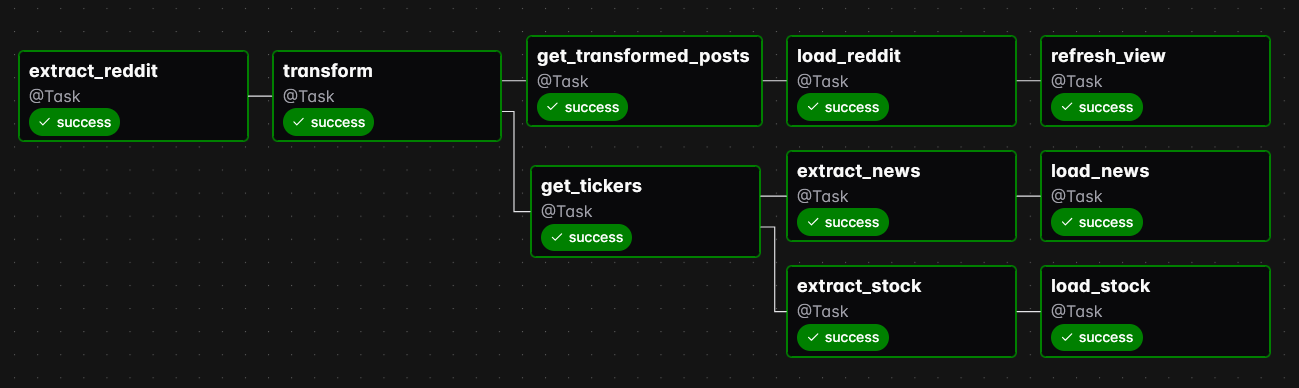 extract_reddit
@Task
success
transform
@Task
success
get_transformed_posts
@Task
success
load_reddit
@Task
success
refresh_view
@Task
success
get_tickers
@Task
success
extract_news
@Task
success
load_news
@Task
success
extract_stock
@Task
success
load_stock
@Task
success